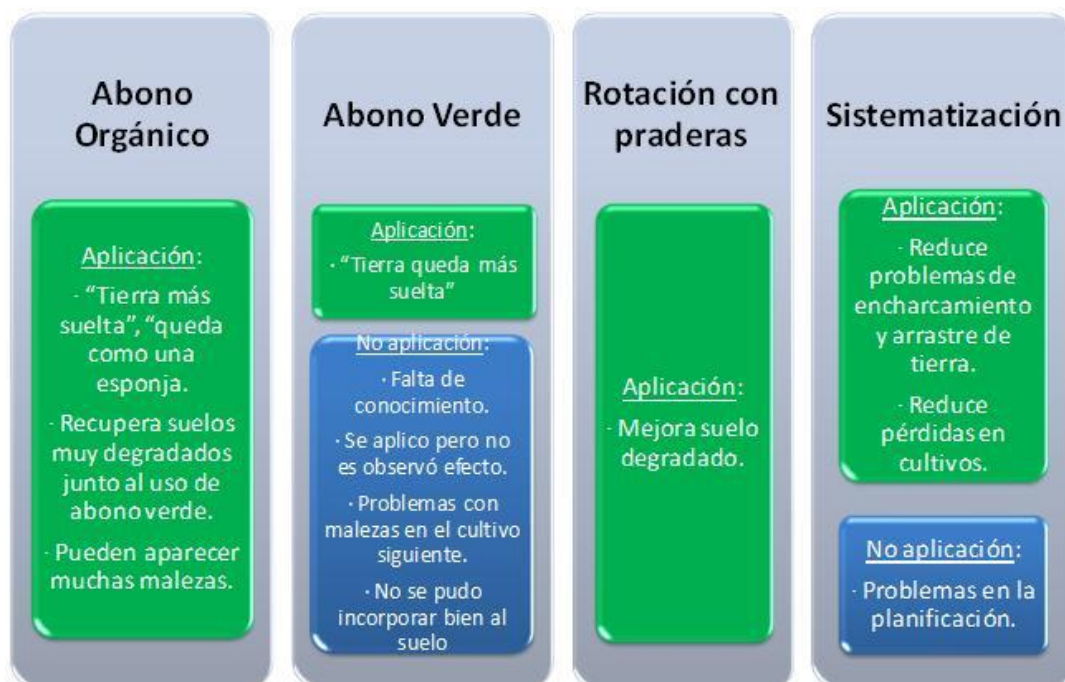 Abono
Orgánico
Aplicación:
· “Tierra más
suelta”, “queda
como una
esponja.
· Recupera suelos
muy degradados
junto al uso de
abono verde.
· Pueden aparecer
muchas malezas.
Abono Verde
Aplicación:
· “Tierra queda más
suelta”
No aplicación:
· Falta de
conocimiento.
· Se aplico pero no
es observó efecto.
· Problemas con
malezas en el cultivo
siguiente.
· No se pudo
incorporar bien al
suelo
Rotación con
praderas
Aplicación:
· Mejora suelo
degradado.
Sistematización
Aplicación:
· Reduce
problemas de
encharcamiento
y arrastre de
tierra.
· Reduce
pérdidas en
cultivos.
No aplicación:
· Problemas en la
planificación.